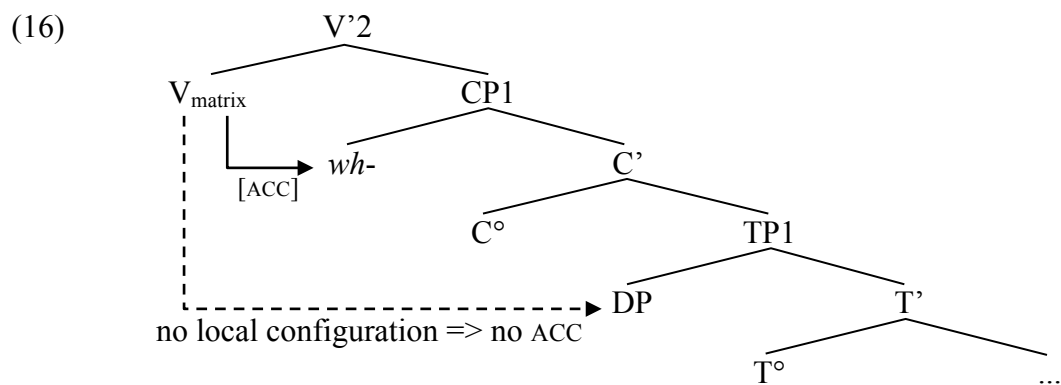 (16) V’2
V matrix CP1
wh- C’
[ACC]
C° TP1
DP T’
no local configuration => no ACC
T° ...